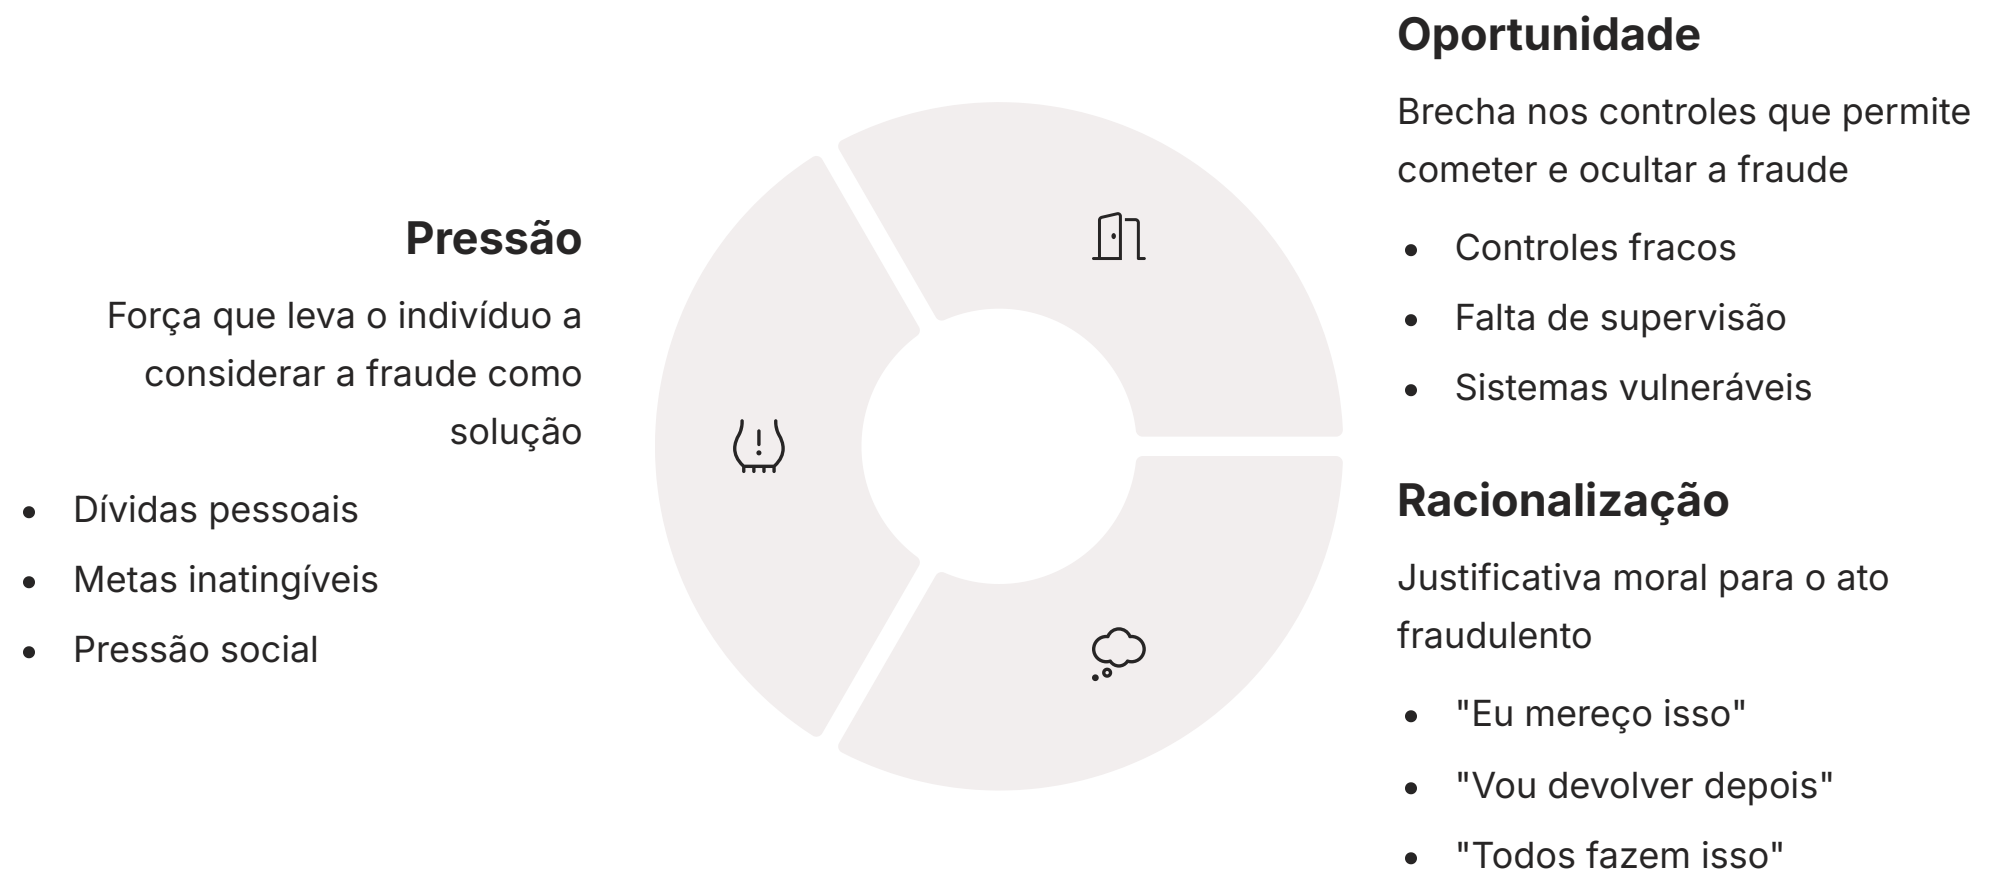 Oportunidade
Brecha nos controles que permite
cometer e ocultar a fraude
• Controles fracos
• Falta de supervisão
• Sistemas vulneráveis
Pressão
Força que leva o indivíduo a
considerar a fraude como
solução
• Dívidas pessoais
• Metas inatingíveis
• Pressão social
Racionalização
Justificativa moral para o ato
fraudulento
• "Eu mereço isso"
• "Vou devolver depois"
• "Todos fazem isso"